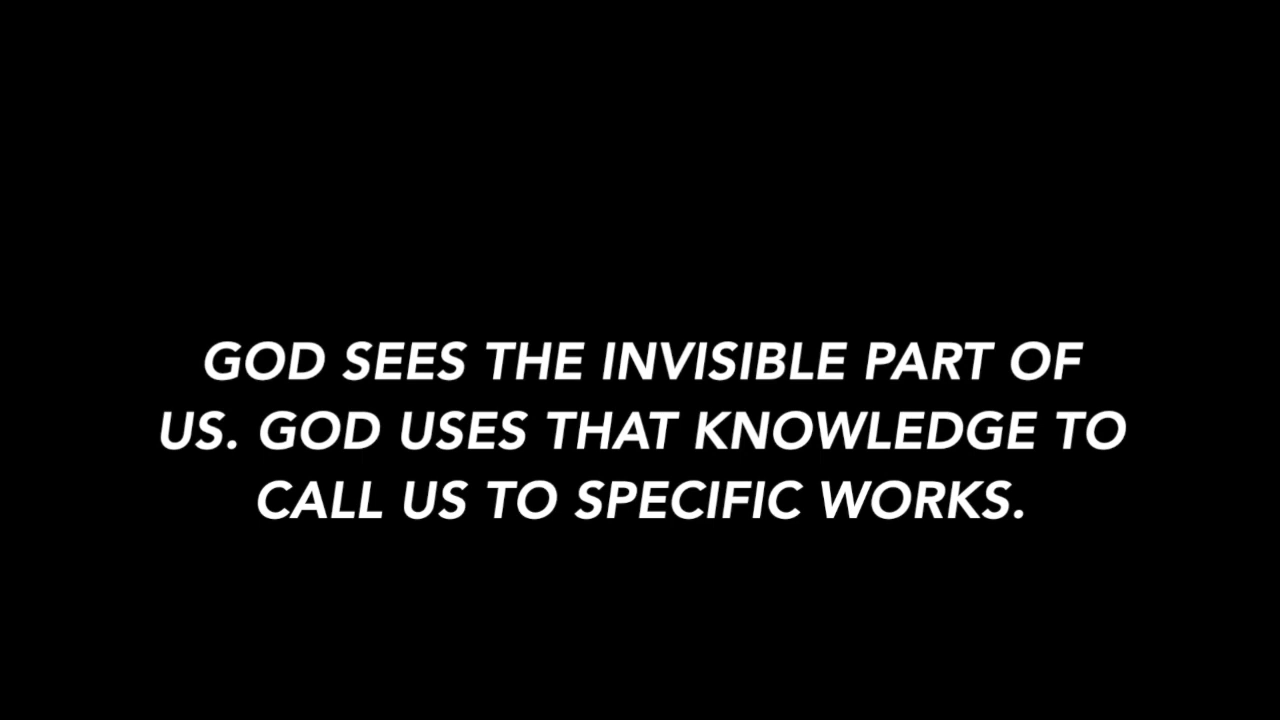 GOD SEES THE INVISIBLE PART OF
US. GOD USES THAT KNOWLEDGE TO
CALL US TO SPECIFIC WORKS.